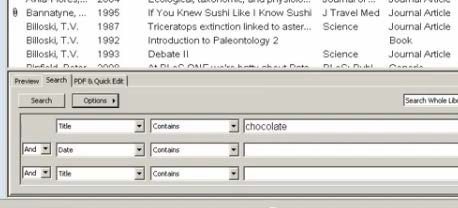 Bannatyne, ... 1995 If You Knew Sushi Like I Know Sushi J Travel Med Journal Article
Billoski, T.V. 1987 Triceratops extinction linked to aster... Science Journal Article
Billoski, T.V. 1992 Introduction to Paleontology 2 Book
Billoski, T.V. 1993 Debate II Science Journal Article
Preview Search PDF & Quick Edit
Search Options Search Whole Libr
Title Contains chocolate
And Date Contains
And Title Contains